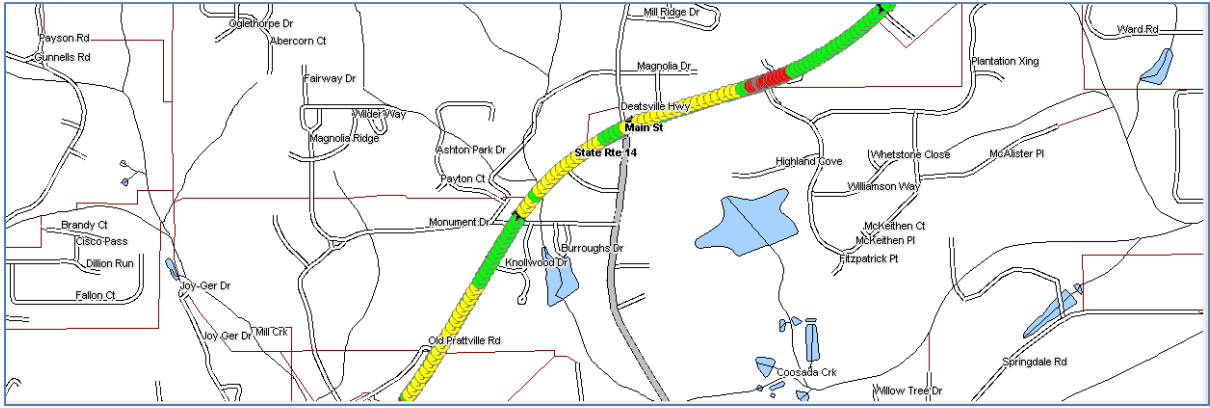 Oglethorpe Dr
Mill Ridge Dr
Payson Rd
Abercorn Ct
Ward Rd
Gunnells Rd
Plantation Xing
Magnolia Dr
Fairway Dr
Deatsville Hwy
Wilder Way
Main St
Magnolia Ridge
Ashton Park Dr
State Rte 14
Whetstone Close
McAlister Pl
Highland Cove
Payton Ct
Williamson Way
Monument Dr
Brandy Ct
McKeithen Ct
Cisco Pass
McKeithen Pl
Burroughs Dr
Dillion Run
Knollwood Dr
Fitzpatrick Pt
Joy-Ger Dr
Fallon Ct
Joy Ger Dr
Mill Crk
Old Prattville Rd
Springdale Rd
Coosada Crk
Willow Tree Dr